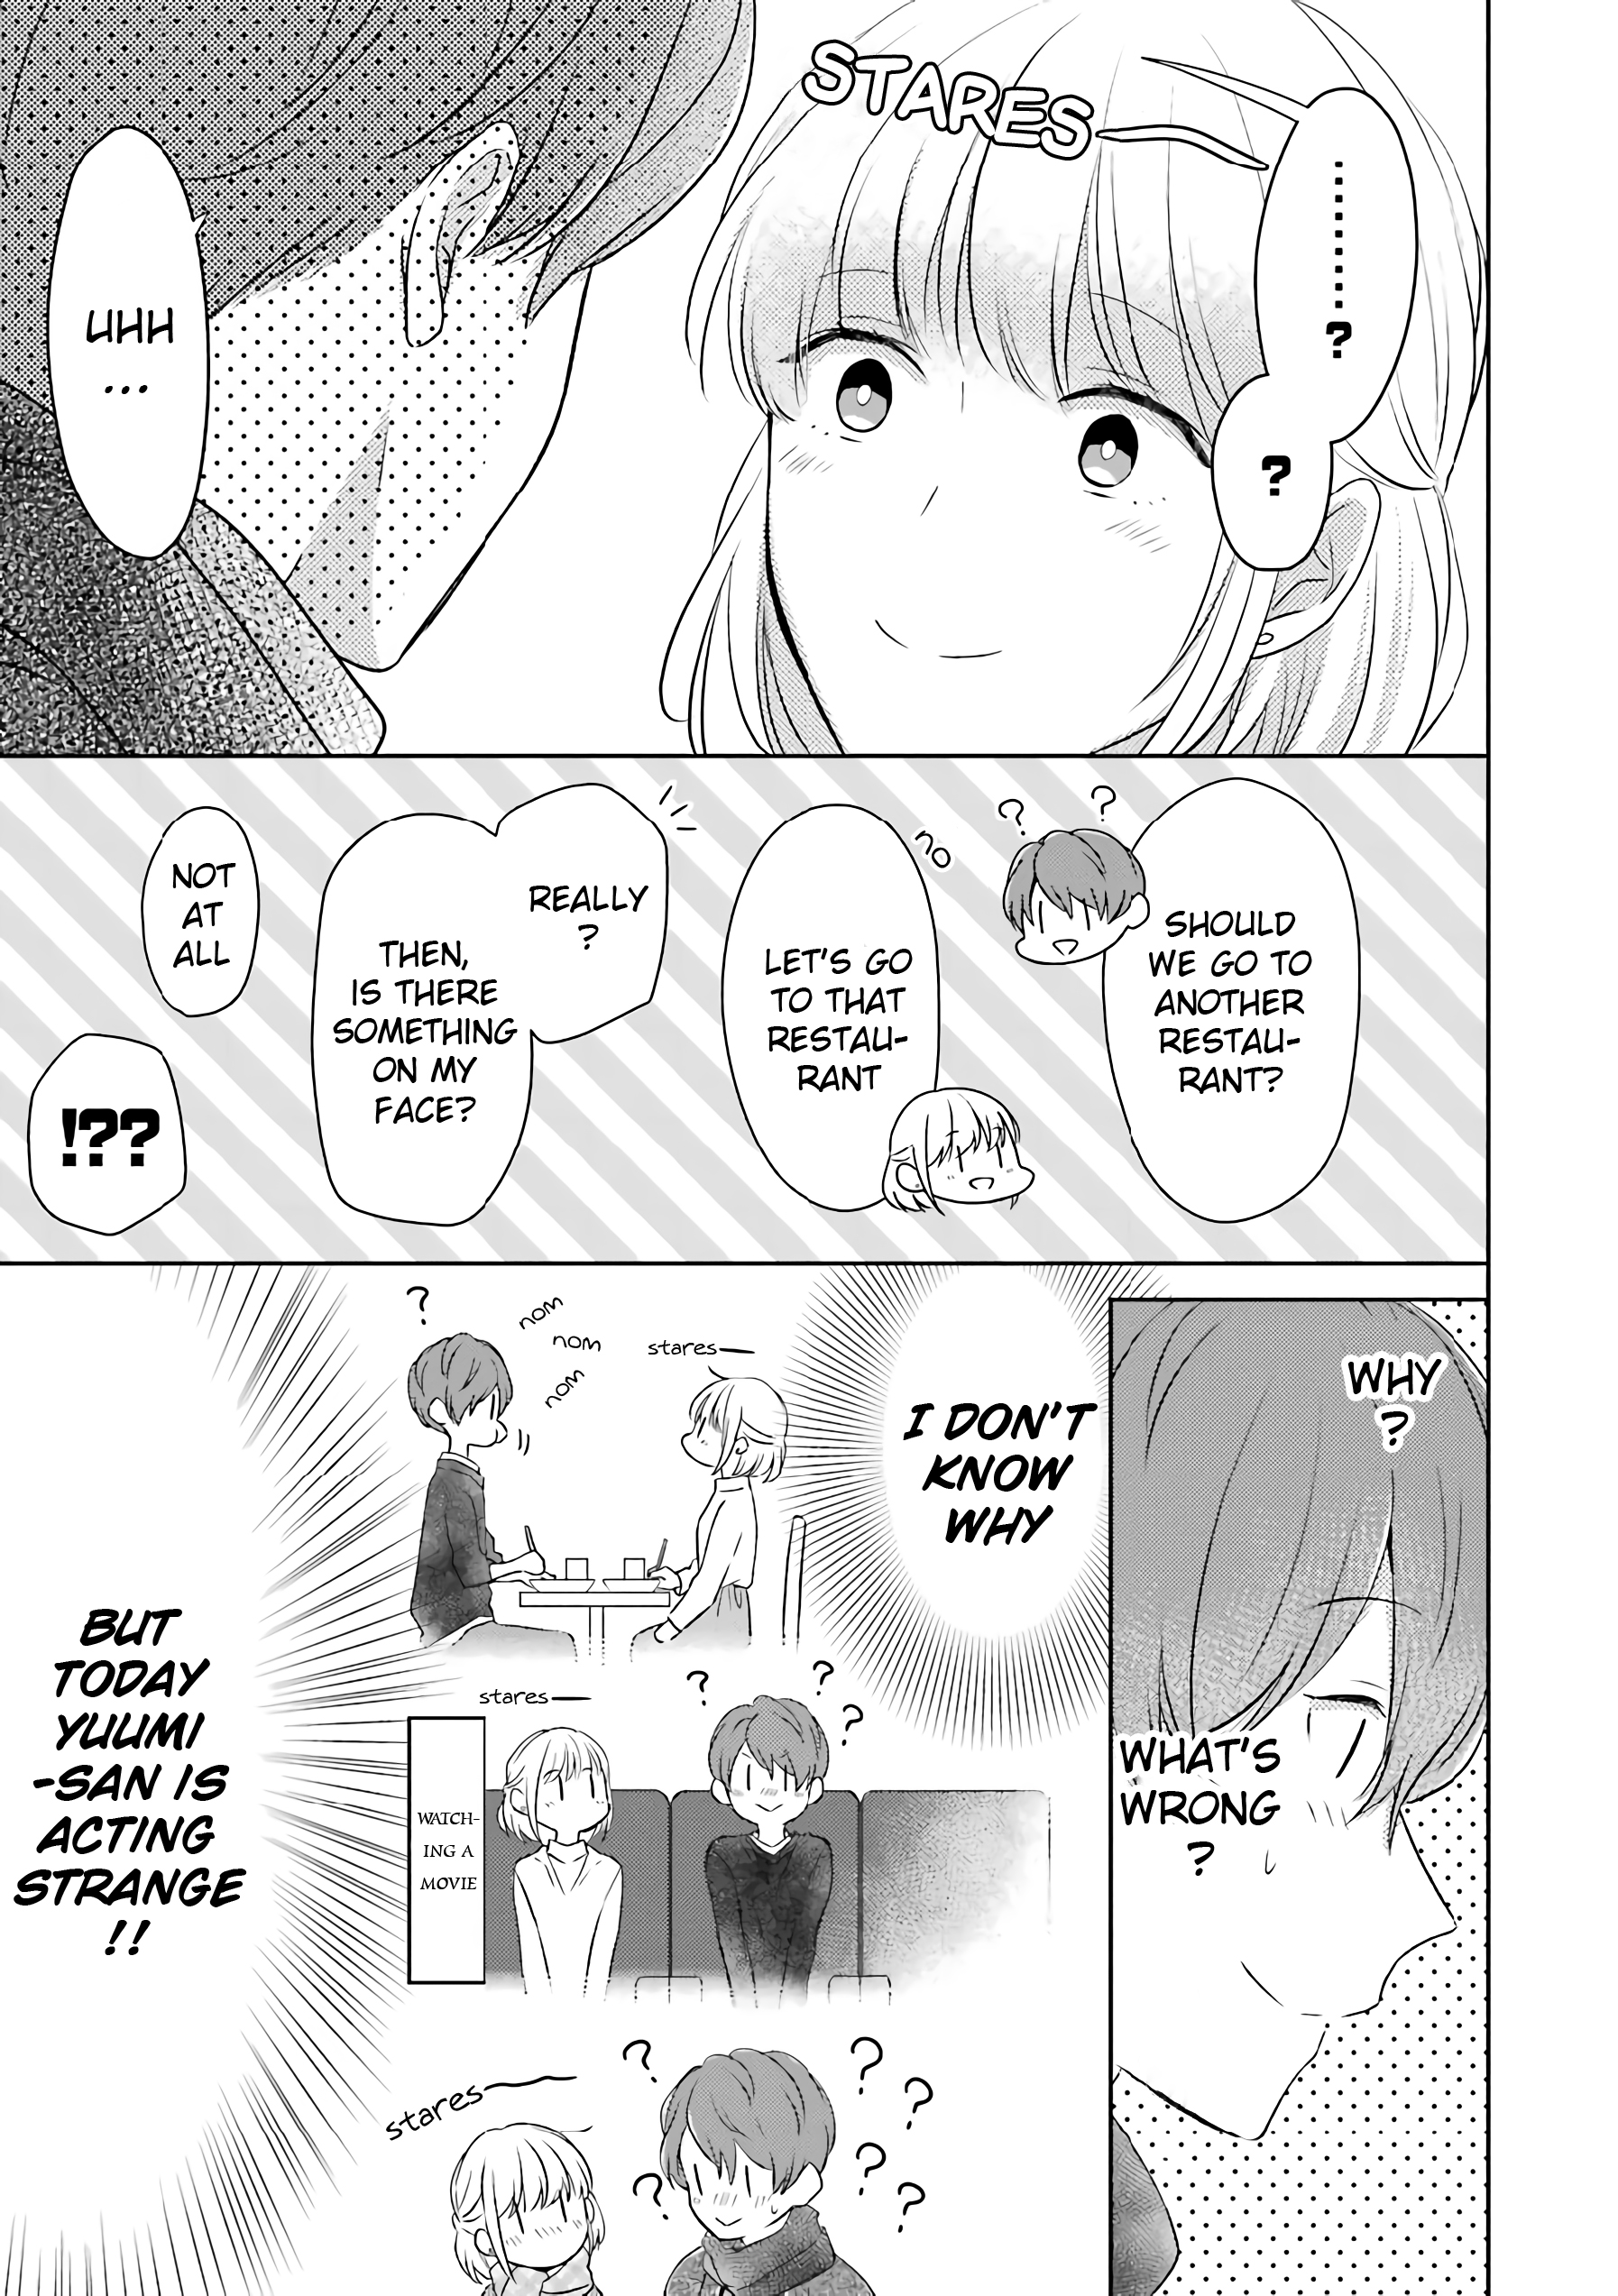 STARES
............
?
?
UHH
...
SHOULD
WE GO TO
ANOTHER
RESTAU-
RANT?
? ?
no
LET'S GO
TO THAT
RESTAU-
RANT
REALLY
?
THEN,
IS THERE
SOMETHING
ON MY
FACE?
NOT
AT
ALL
!??
WHY
?
WHAT'S
WRONG
?
I DON'T
KNOW
WHY
?
nom
nom
nom
stares
stares
? ? ?
WATCH-
ING A
MOVIE
stares
? ? ? ? ? ?
BUT
TODAY
YUUMI
-SAN IS
ACTING
STRANGE
!!